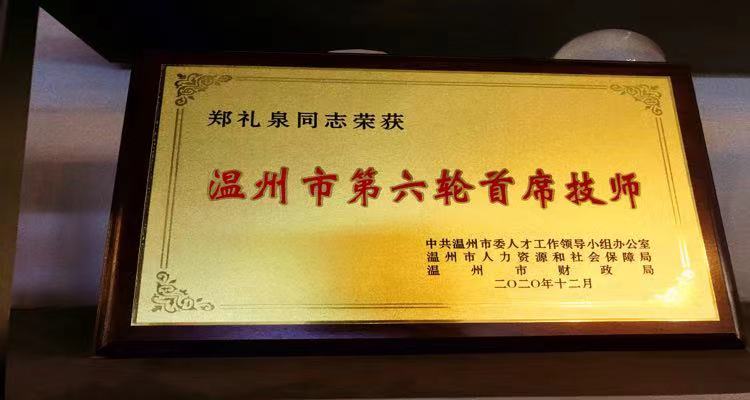 郑礼泉同志荣获
温州市第六轮首席技师
中共温州市委人才工作领导小组办公室
温州市人力资源和社会保障局
温州市财政局
二〇二〇年十二月